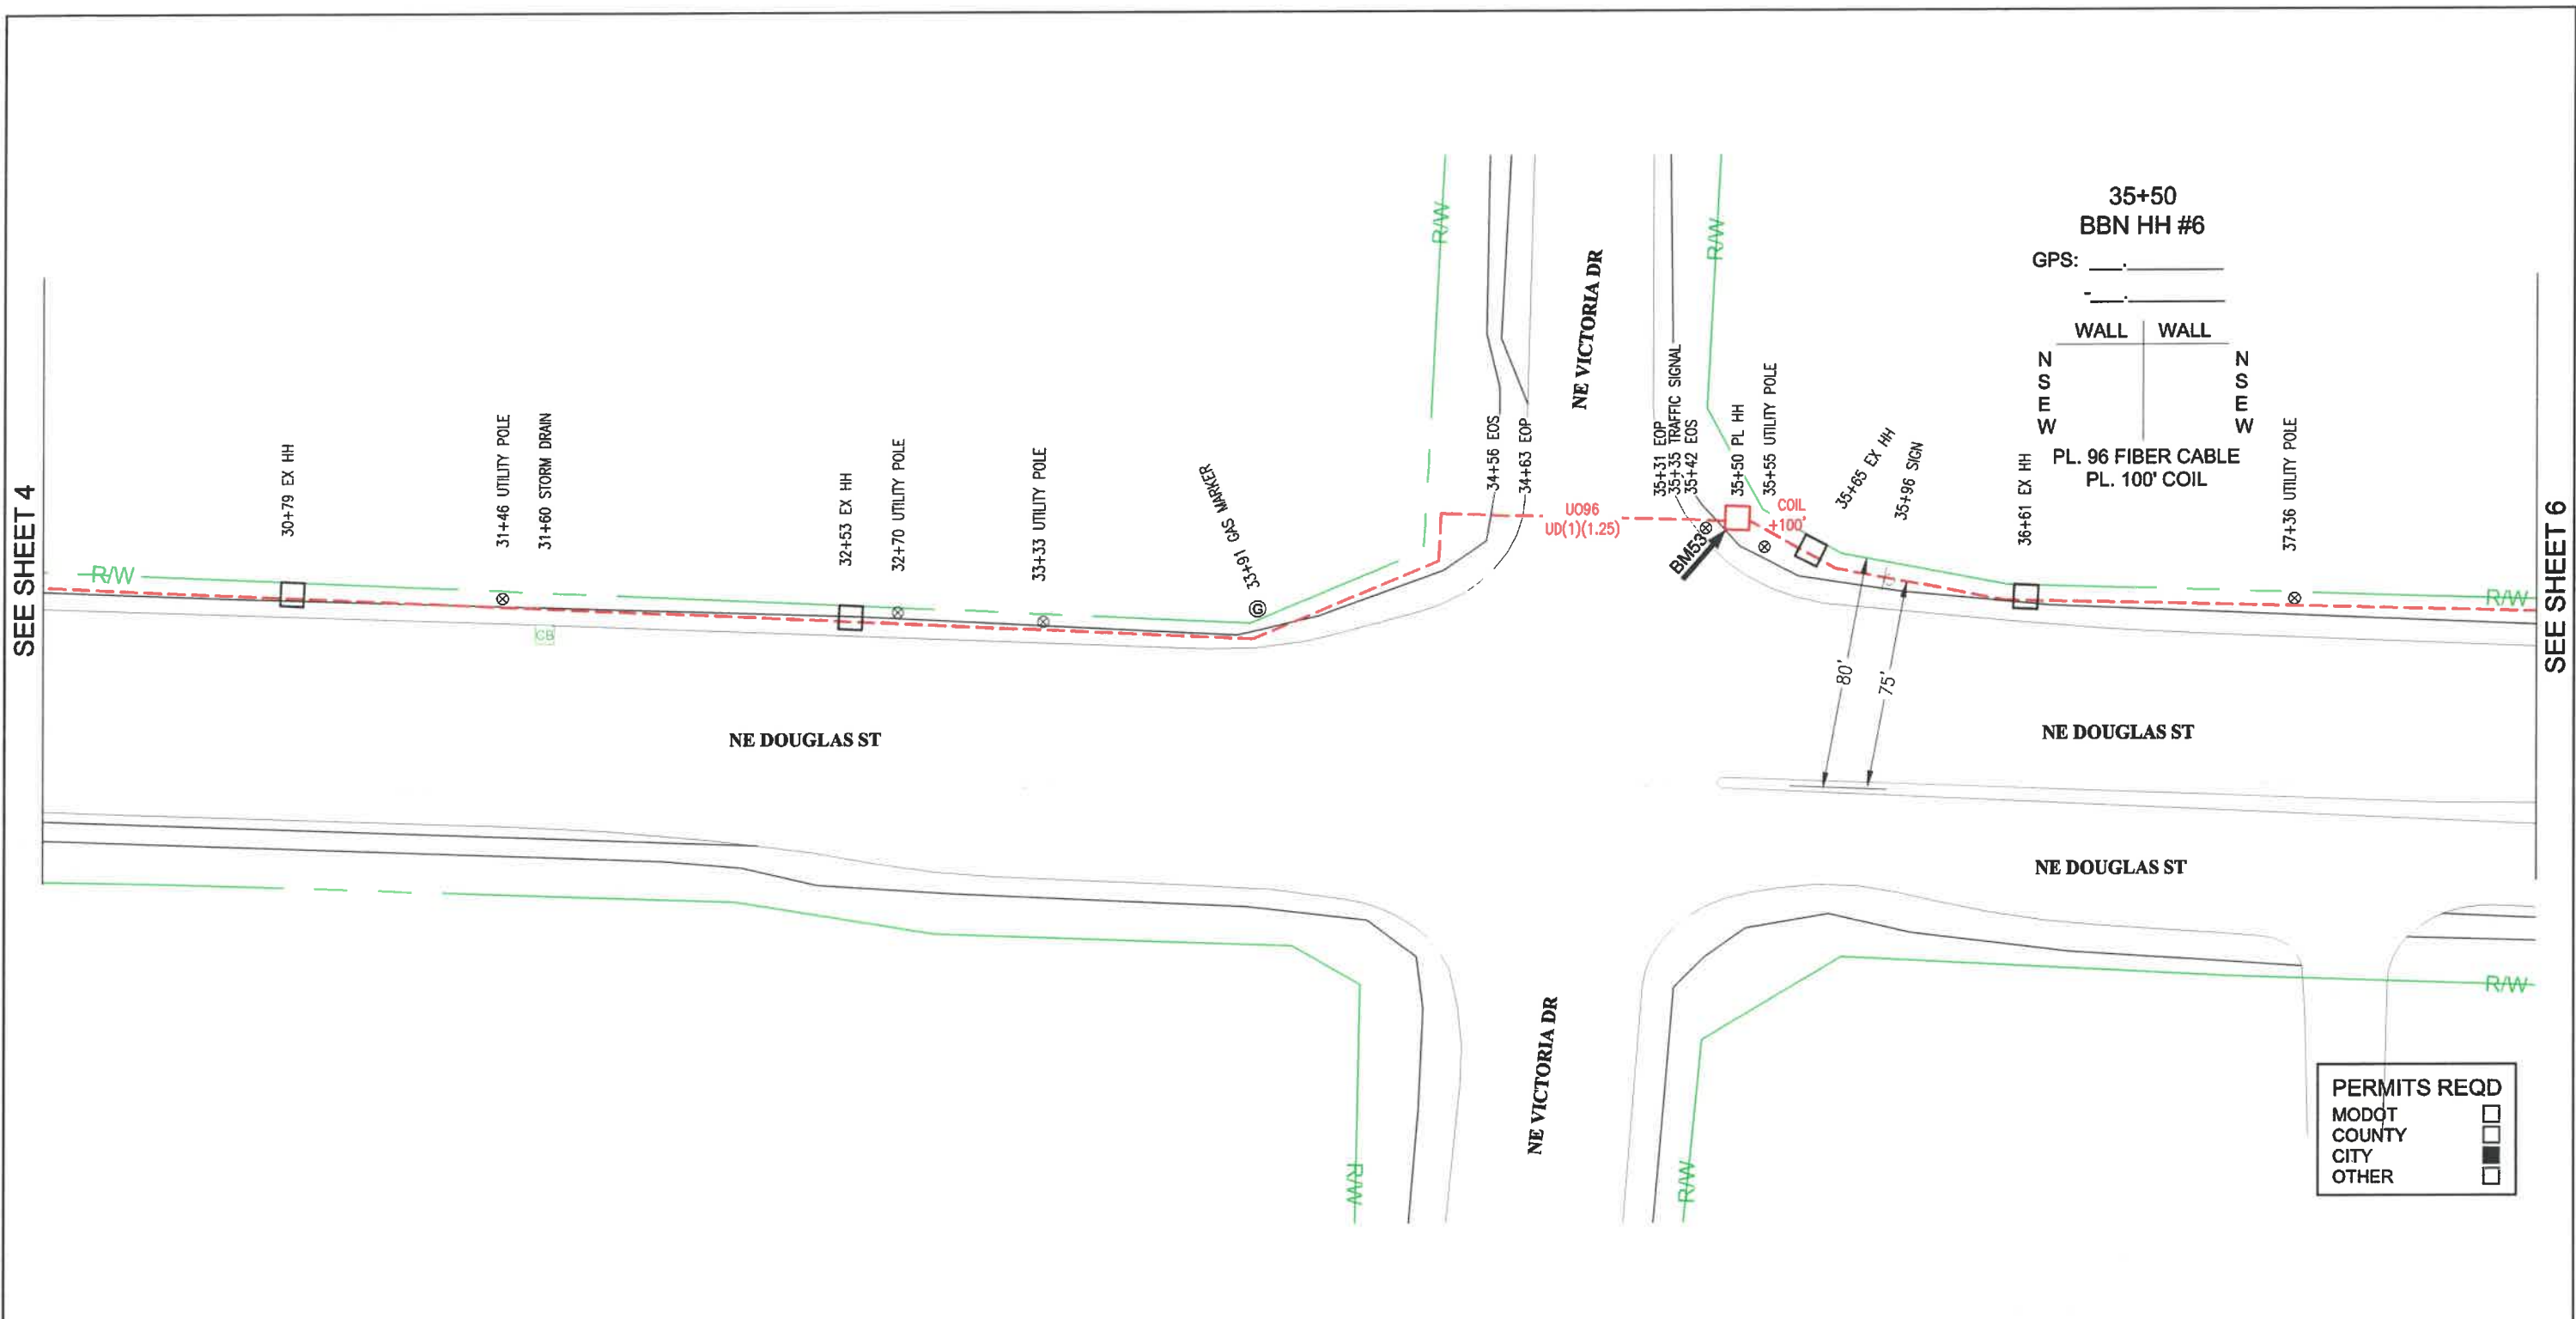 SEE SHEET 4
R/W
30+79 EX HH
31+46 UTILITY POLE
31+60 STORM DRAIN
CB
32+53 EX HH
32+70 UTILITY POLE
33+33 UTILITY POLE
33+91 GAS MARKER
G
R/W
34+56 EOS
34+63 EOP
NE VICTORIA DR
UO96
UD(1)(1.25)
R/W
35+31 EOP
35+35 TRAFFIC SIGNAL
35+42 EOS
35+50 PL HH
35+55 UTILITY POLE
BM53
COIL
+100'
35+65 EX HH
35+96 SIGN
36+61 EX HH
37+36 UTILITY POLE
35+50
BBN HH #6
GPS: ___.________
-___.________
WALL WALL
N N
S S
E E
W W
PL. 96 FIBER CABLE
PL. 100' COIL
R/W
SEE SHEET 6
80'
75'
NE DOUGLAS ST
NE DOUGLAS ST
NE DOUGLAS ST
R/W
NE VICTORIA DR
R/W
R/W
PERMITS REQD
MODOT
COUNTY
CITY
OTHER